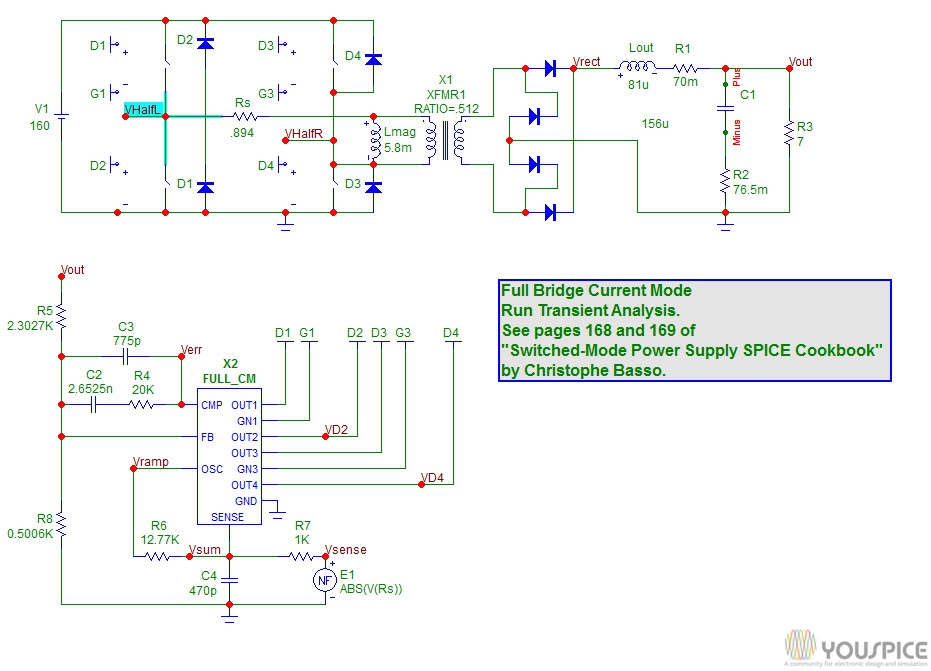 D1
D2
D3
D4
X1
XFMR1
RATIO=.512
Vrect
Lout
81u
R1
70m
Vout
Plus
C1
Minus
156u
R3
7
R2
76.5m
V1
160
G1
VHalfL
Rs
.894
G3
VHalfR
Lmag
5.8m
D2
D1
D4
D3
Vout
R5
2.3027K
C3
775p
Verr
C2
2.6525n
R4
20K
X2
FULL_CM
D1 G1 D2 D3 G3 D4
CMP OUT1
GN1
FB OUT2
OUT3
OSC GN3
OUT4
GND
SENSE
VD2
VD4
Vramp
R8
0.5006K
R6
12.77K
Vsum
R7
1K
Vsense
C4
470p
NF
E1
ABS(V(Rs))
Full Bridge Current Mode
Run Transient Analysis.
See pages 168 and 169 of
"Switched-Mode Power Supply SPICE Cookbook"
by Christophe Basso.
YOUSPICE
A community for electronic design and simulation